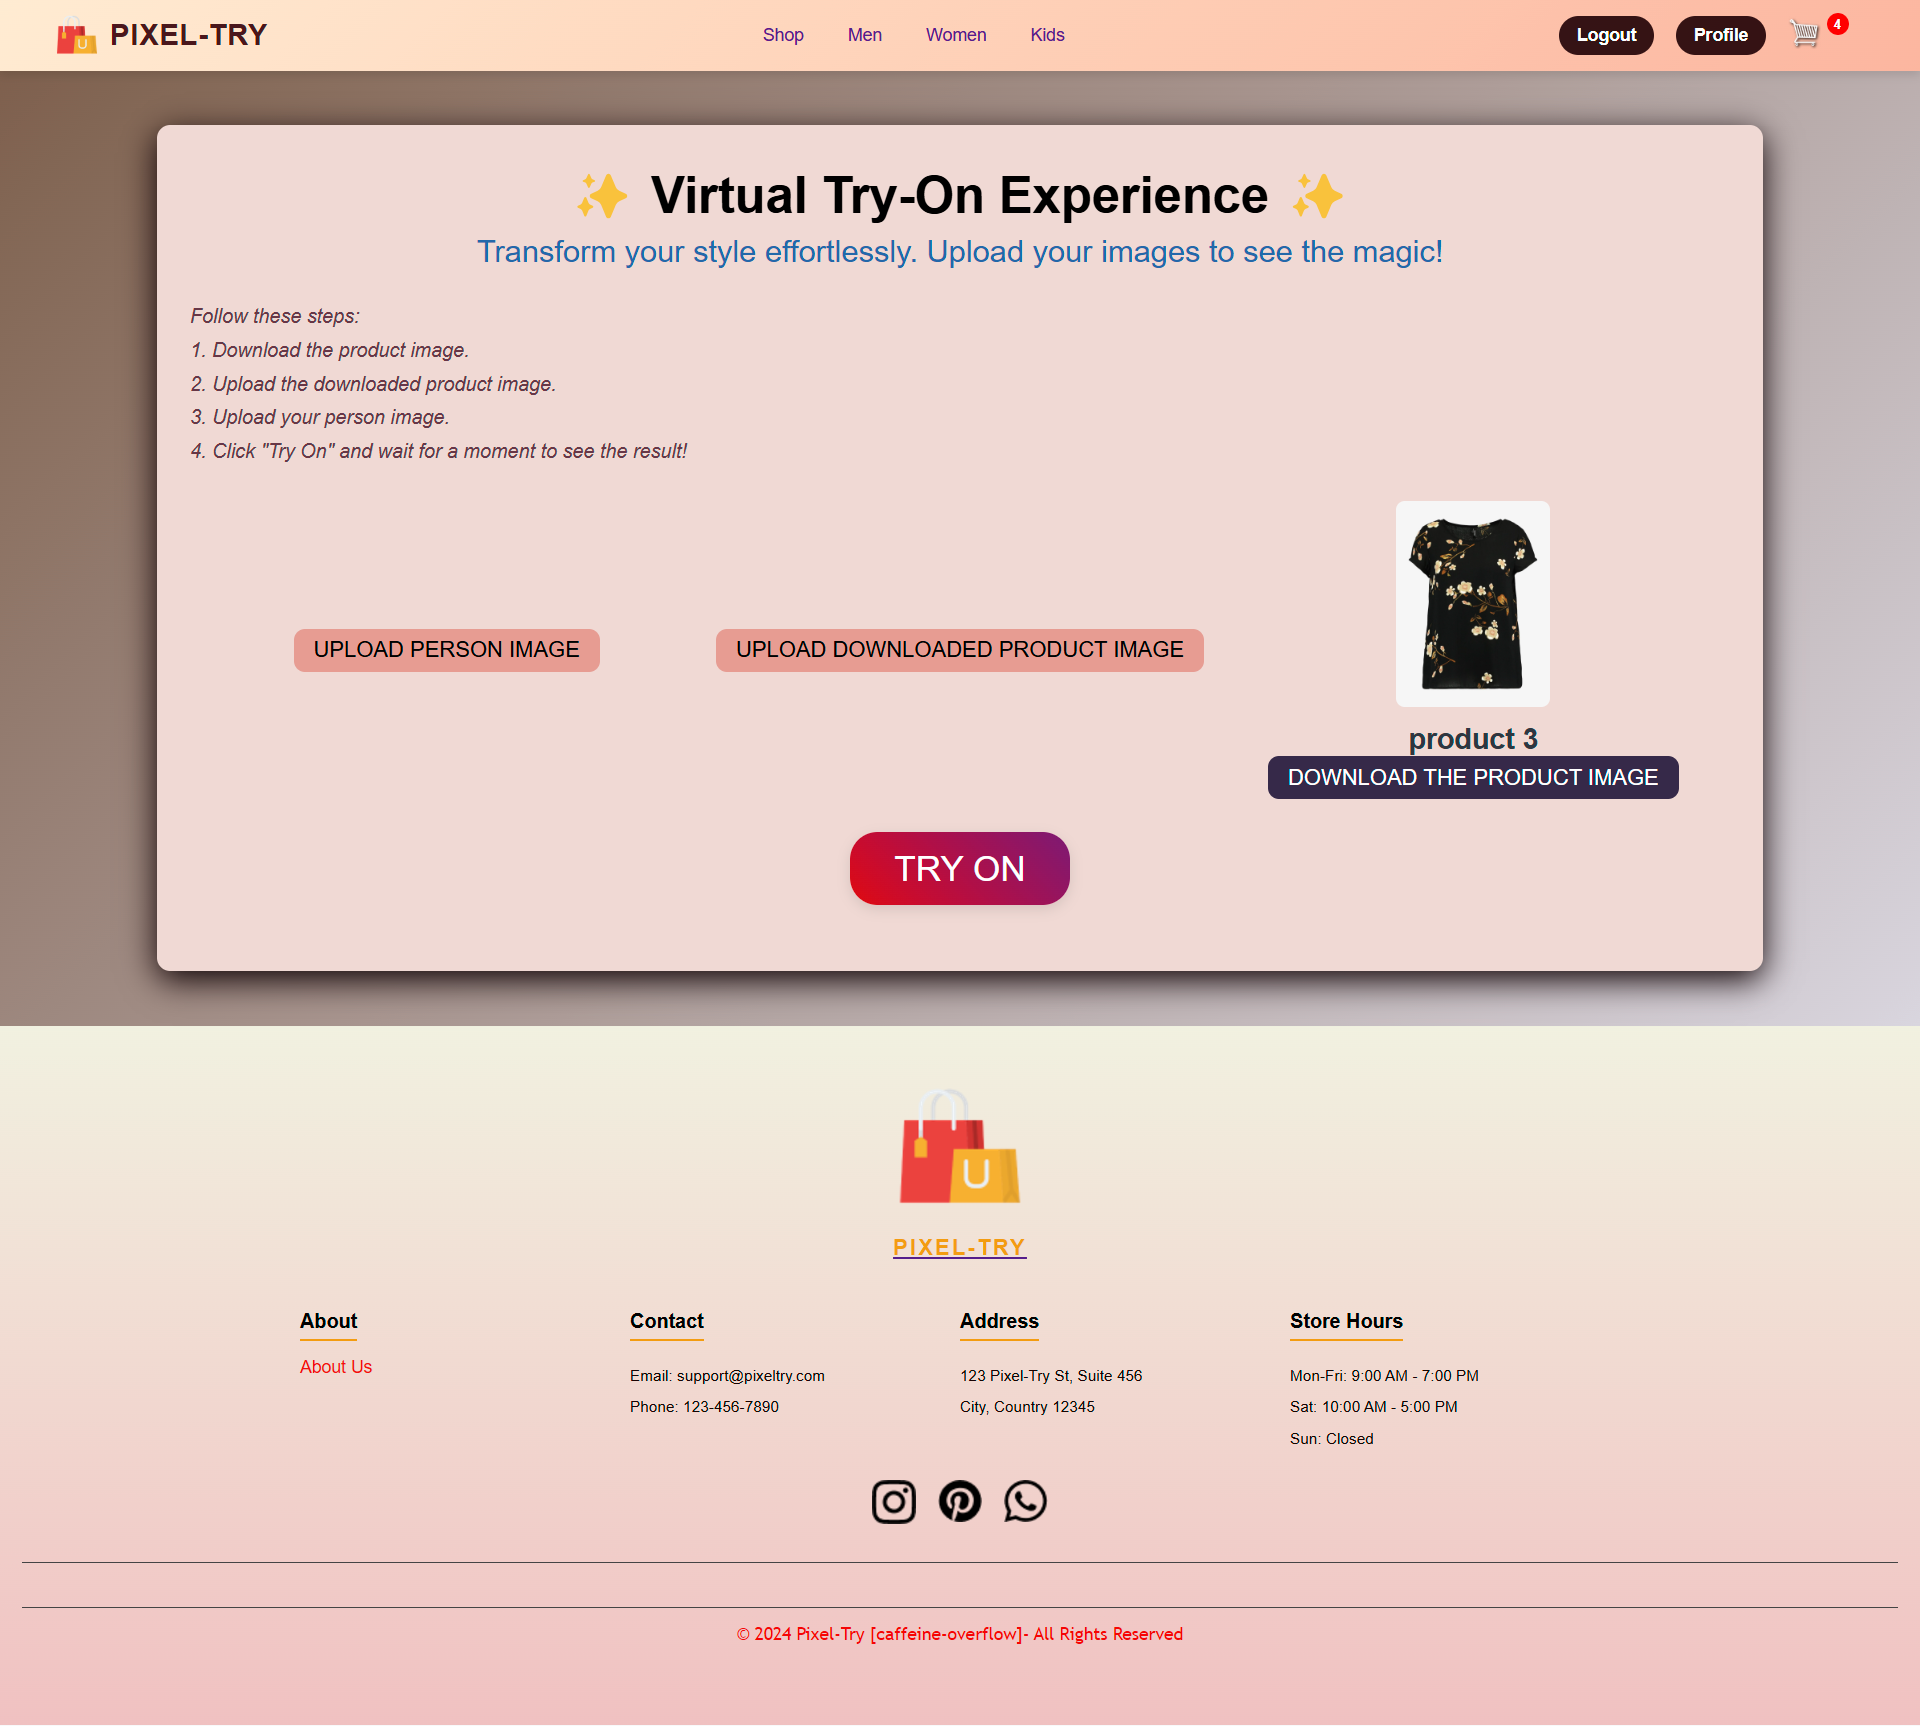 PIXEL-TRY
Shop
Men
Women
Kids
Logout
Profile
4
✨ Virtual Try-On Experience ✨
Transform your style effortlessly. Upload your images to see the magic!
Follow these steps:
1. Download the product image.
2. Upload the downloaded product image.
3. Upload your person image.
4. Click "Try On" and wait for a moment to see the result!
UPLOAD PERSON IMAGE
UPLOAD DOWNLOADED PRODUCT IMAGE
product 3
DOWNLOAD THE PRODUCT IMAGE
TRY ON
PIXEL-TRY
About
About Us
Contact
Email: support@pixeltry.com
Phone: 123-456-7890
Address
123 Pixel-Try St, Suite 456
City, Country 12345
Store Hours
Mon-Fri: 9:00 AM - 7:00 PM
Sat: 10:00 AM - 5:00 PM
Sun: Closed
© 2024 Pixel-Try [caffeine-overflow]- All Rights Reserved